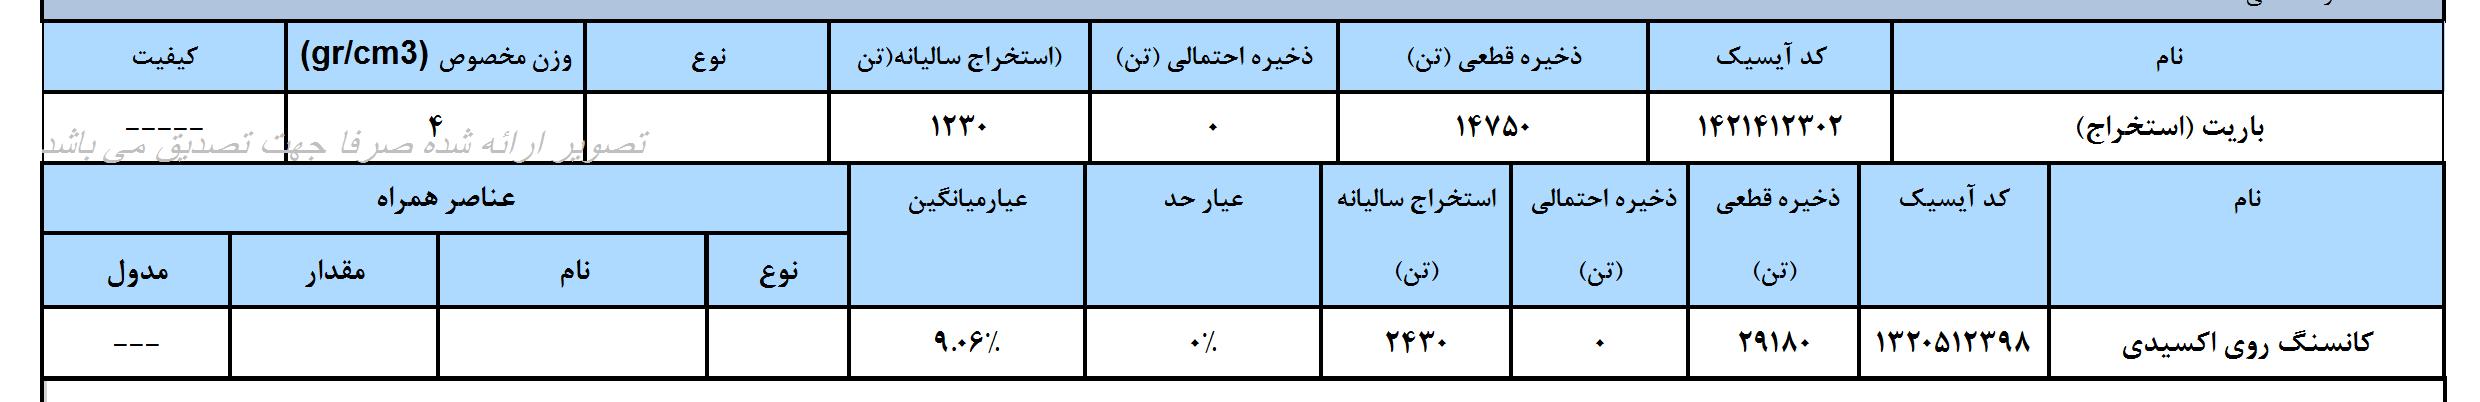 نام کد آیسیک ذخیره قطعی (تن) ذخیره احتمالی (تن) (استخراج سالیانه(تن نوع وزن مخصوص (gr/cm3) کیفیت
باریت (استخراج) ۱۴۲۱۴۱۲۳۰۲ ۱۴۷۵۰ ۰ ۱۲۳۰ ۴ -----
تصویر ارائه شده صرفا جهت تصدیق می باشد
نام کد آیسیک ذخیره قطعی (تن) ذخیره احتمالی (تن) استخراج سالیانه (تن) عیار حد عیارمیانگین عناصر همراه
نوع نام مقدار مدول
کانسنگ روی اکسیدی ۱۳۲۰۵۱۲۳۹۸ ۲۹۱۸۰ ۰ ۲۴۳۰ ۰% ۹.۰۶% ---